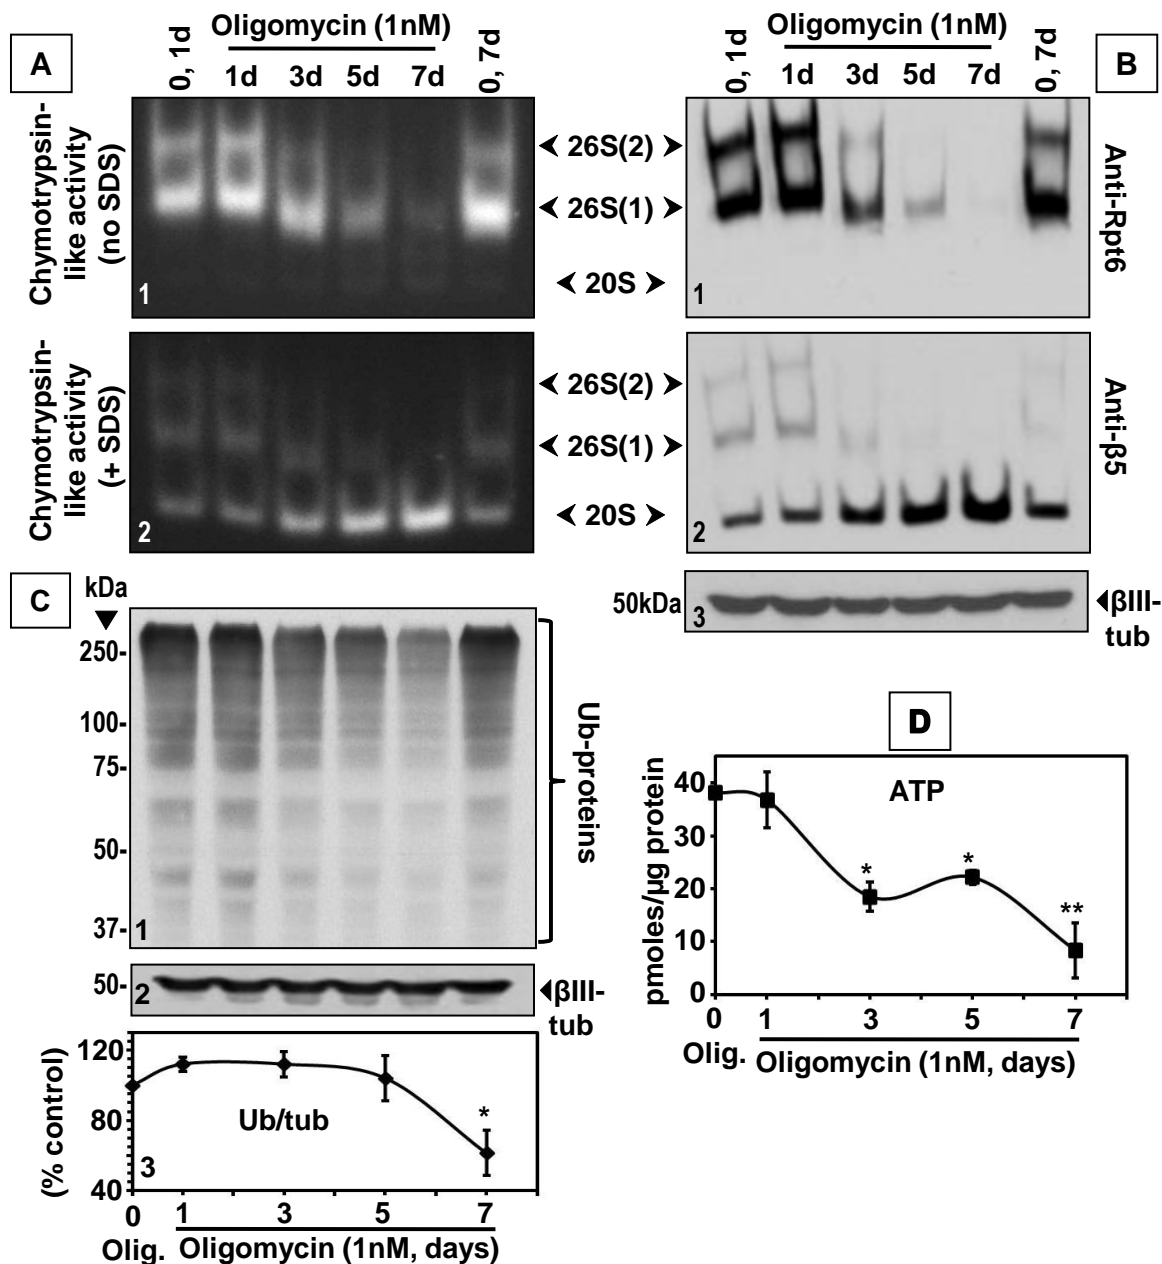 A
0, 1d
Oligomycin (1nM)
1d 3d 5d 7d
0, 7d
Chymotrypsin-
like activity
(no SDS)
1
26S(2)
26S(1)
20S
0, 1d
Oligomycin (1nM)
1d 3d 5d 7d
0, 7d
B
1
Anti-Rpt6
Chymotrypsin-
like activity
(+ SDS)
2
26S(2)
26S(1)
20S
2
Anti-β5
50kDa
3
βIII-
tub
C
kDa
250-
100-
75-
50-
37-
1
Ub-proteins
50-
2
βIII-
tub
(% control)
120
80
40
Ub/tub
*
3
0 1 3 5 7
Olig. Oligomycin (1nM, days)
D
ATP
pmoles/µg protein
40
30
20
10
0
* * **
0 1 3 5 7
Olig. Oligomycin (1nM, days)